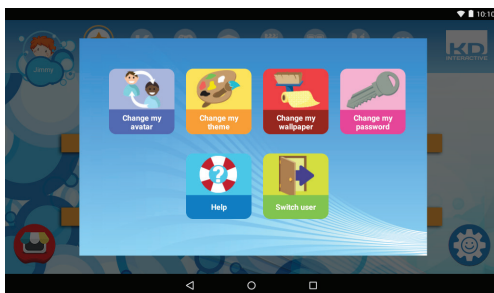 10:10
Jimmy
KD
INTERACTIVE
Change my
avatar
Change my
theme
Change my
wallpaper
Change my
password
?
Help
Switch user